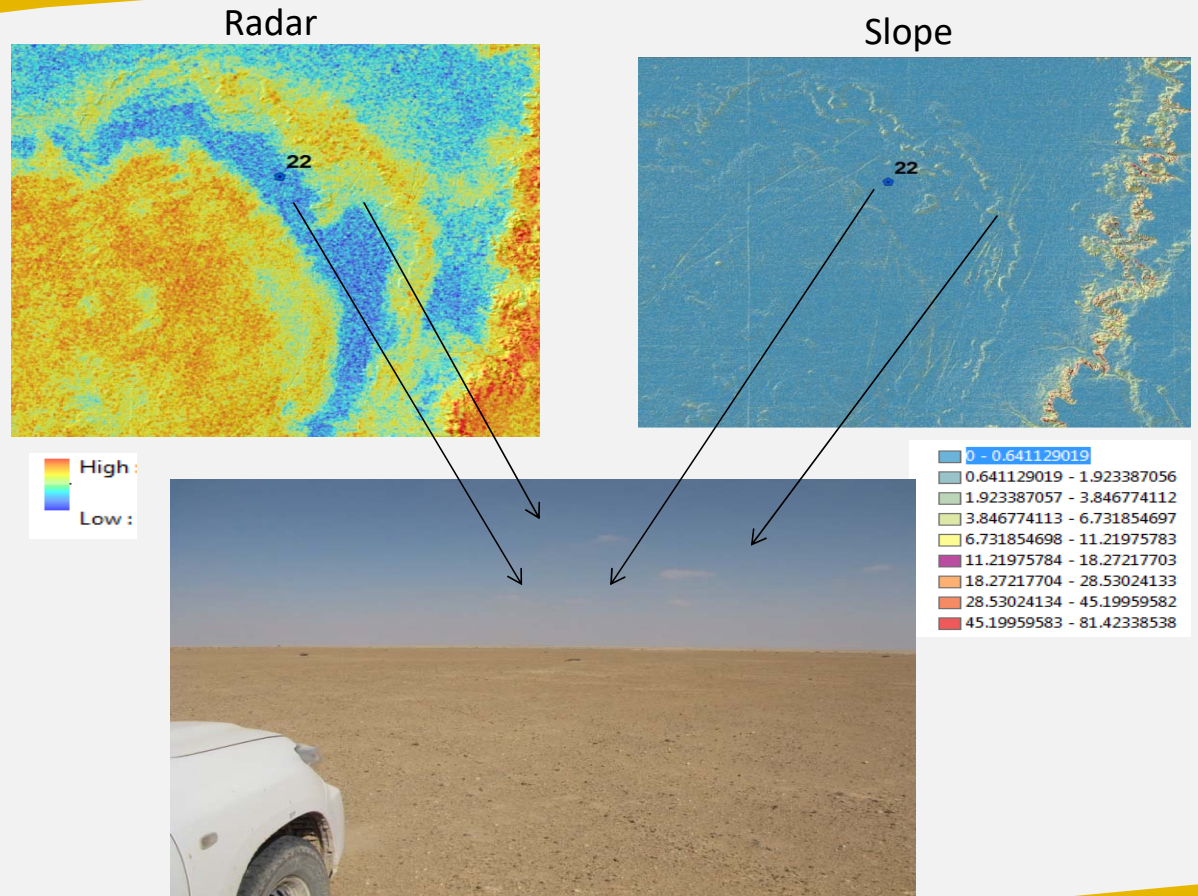 Radar
Slope
22
22
High :
Low :
0 - 0.641129019
0.641129019 - 1.923387056
1.923387057 - 3.846774112
3.846774113 - 6.731854697
6.731854698 - 11.21975783
11.21975784 - 18.27217703
18.27217704 - 28.53024133
28.53024134 - 45.19959582
45.19959583 - 81.42338538